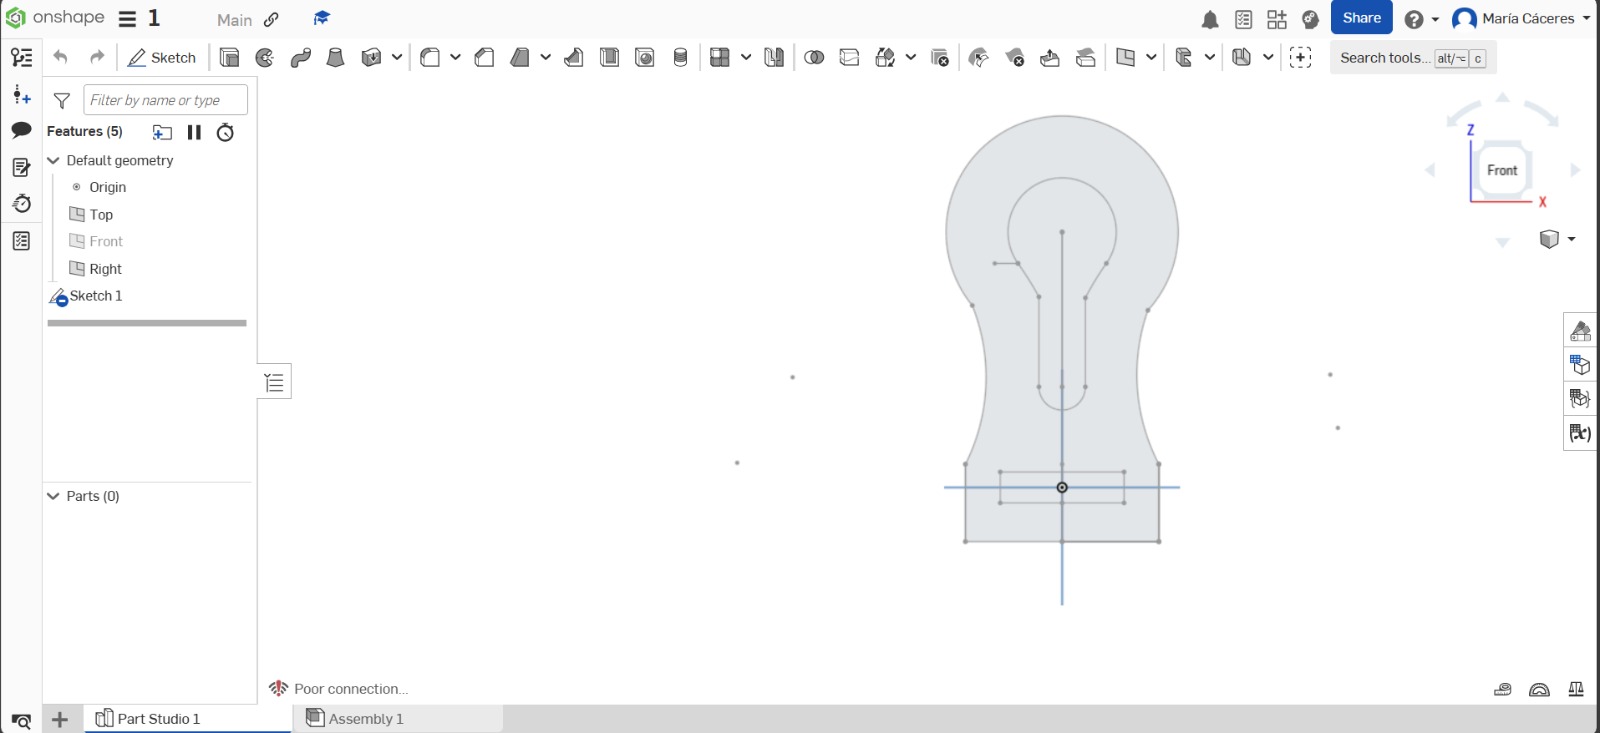 onshape 1 Main Share María Cáceres
Sketch Search tools... alt/⌥ c
Filter by name or type
Features (5)
Default geometry
Origin
Top
Front
Right
Sketch 1
Parts (0)
Z
Front
X
Poor connection...
Part Studio 1 Assembly 1